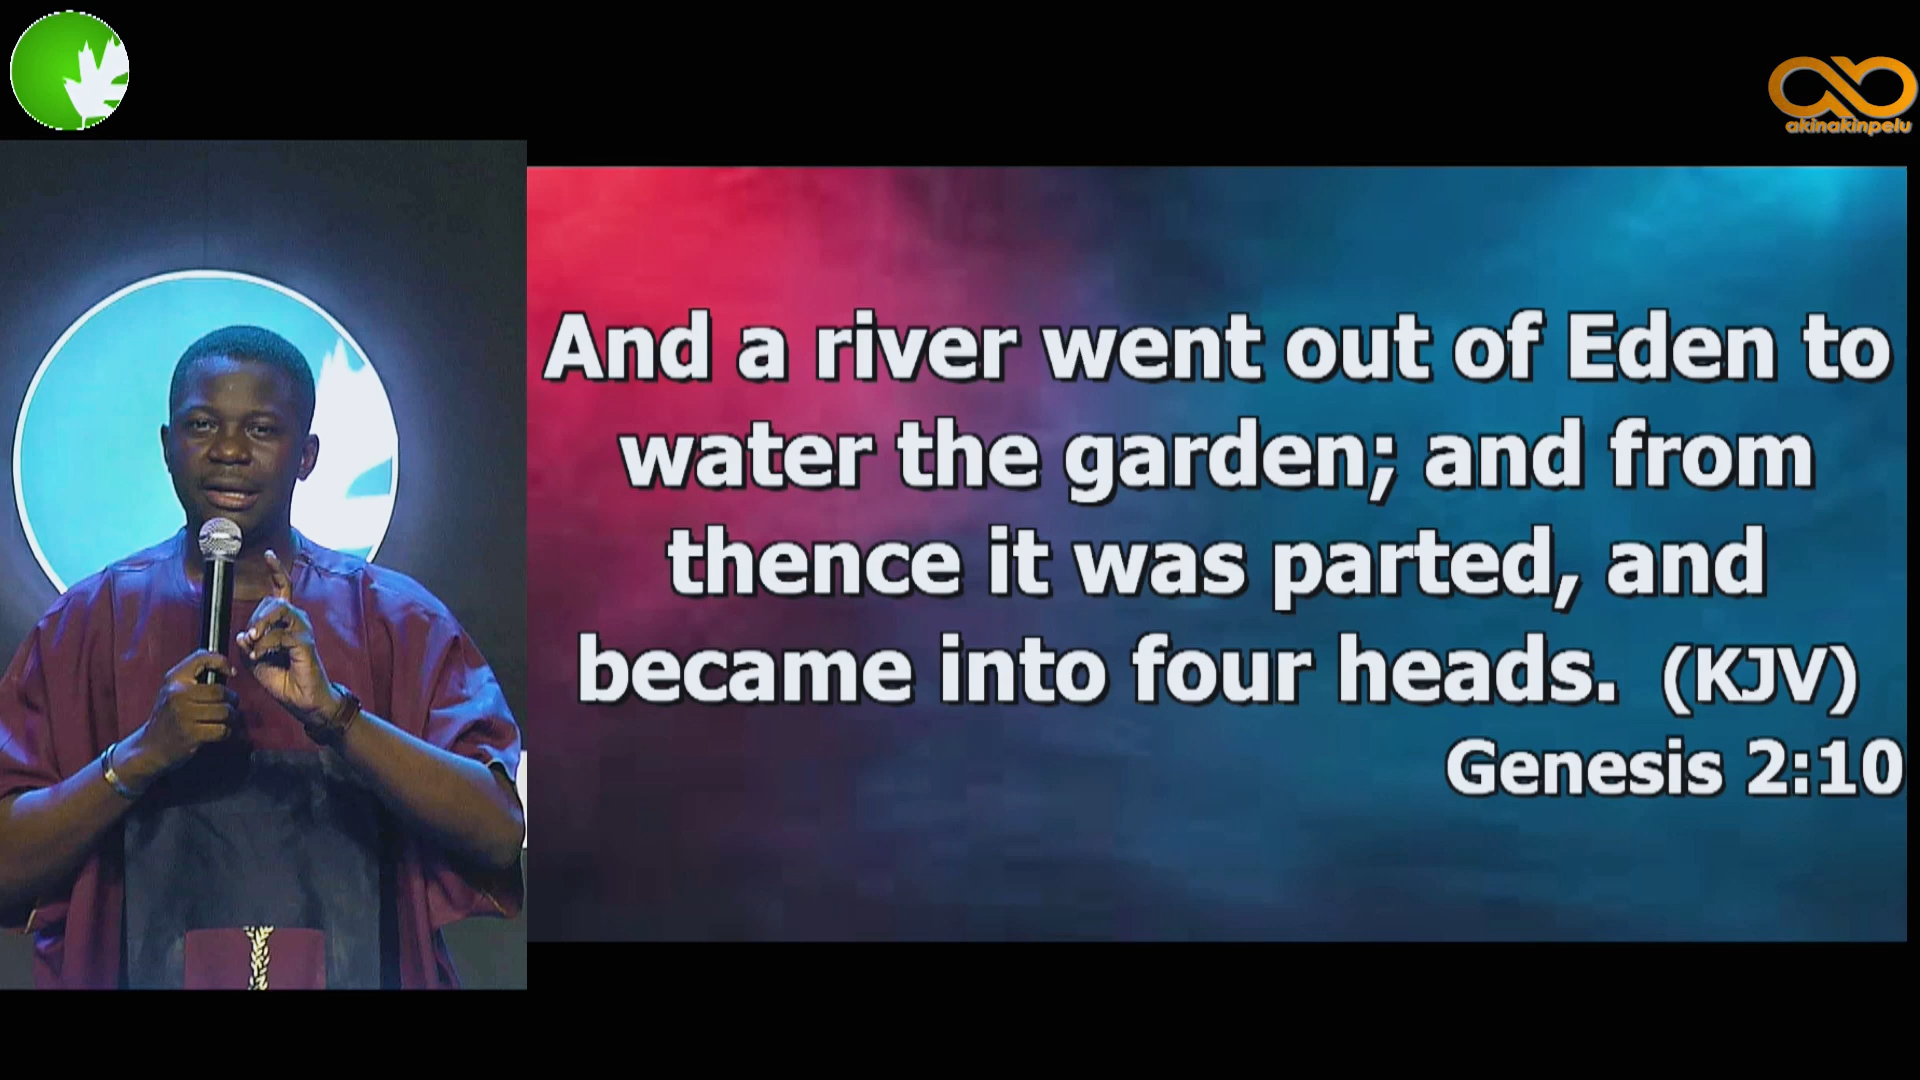 akinakinpelu
And a river went out of Eden to
water the garden; and from
thence it was parted, and
became into four heads. (KJV)
Genesis 2:10